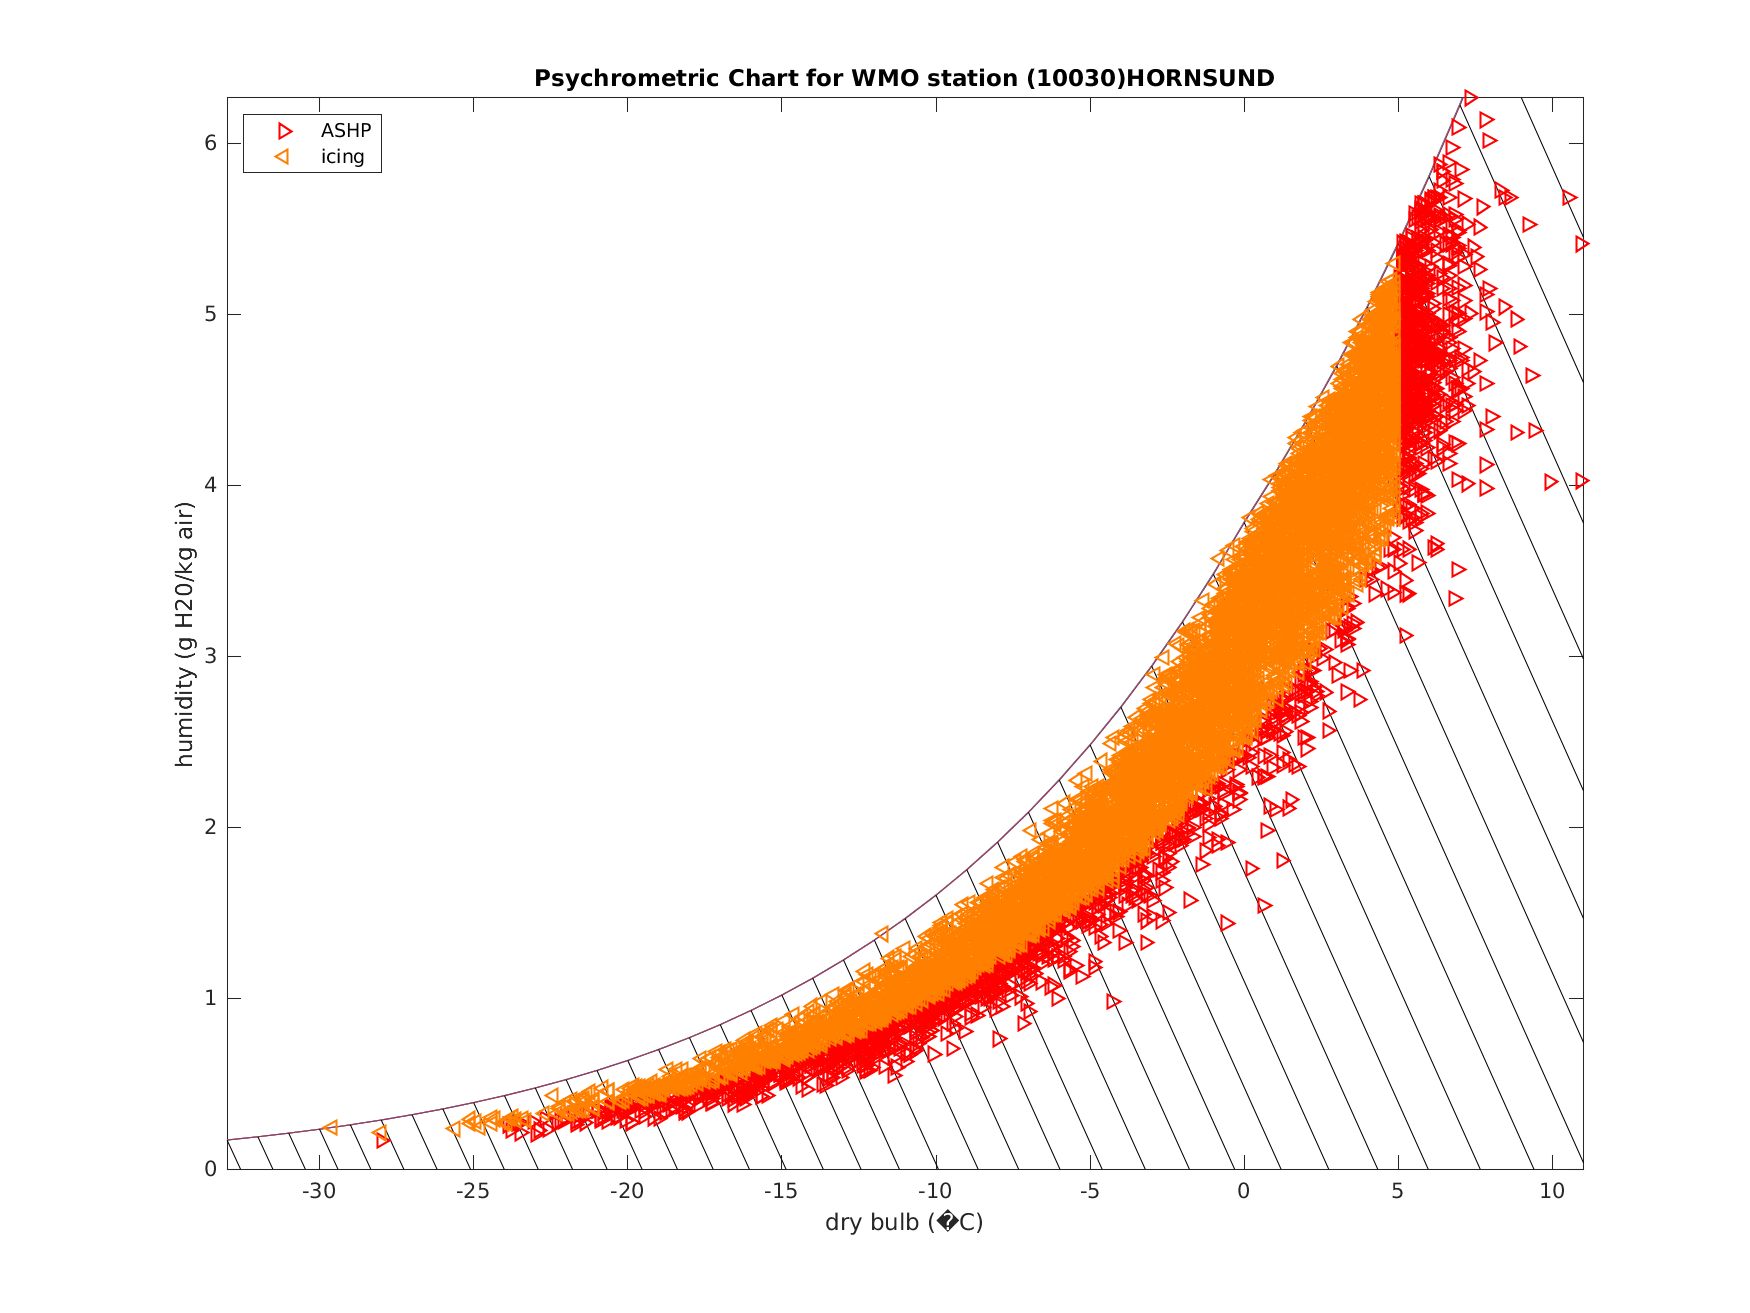 Psychrometric Chart for WMO station (10030)HORNSUND
ASHP
icing
humidity (g H20/kg air)
6
5
4
3
2
1
0
-30 -25 -20 -15 -10 -5 0 5 10
dry bulb (�C)